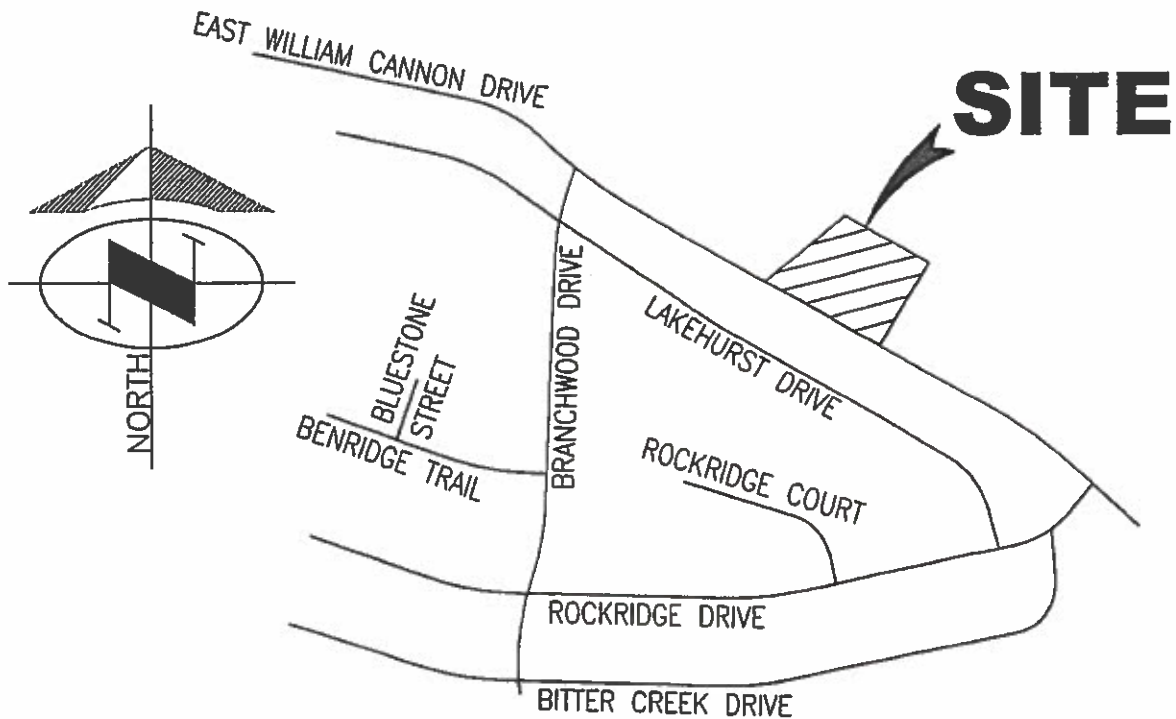 EAST WILLIAM CANNON DRIVE
SITE
NORTH
BLUESTONE
STREET
BENRIDGE TRAIL
BRANCHWOOD DRIVE
LAKEHURST DRIVE
ROCKRIDGE COURT
ROCKRIDGE DRIVE
BITTER CREEK DRIVE